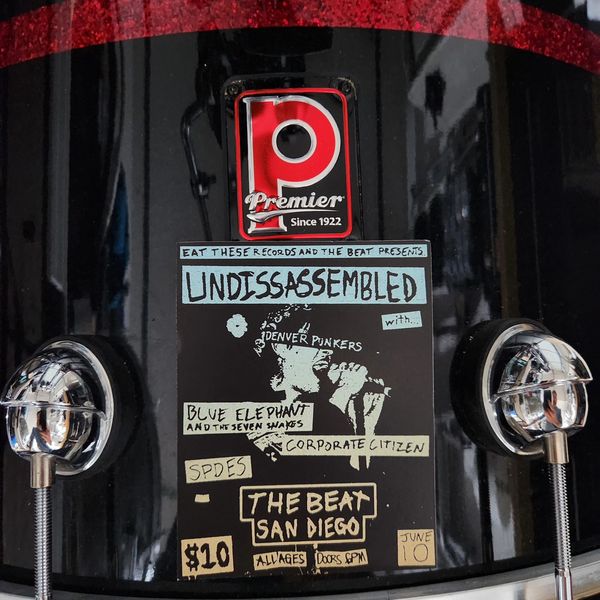 P
Premier
Since 1922
EAT THESE RECORDS AND THE BEAT PRESENTS
UNDISSASSEMBLED
with...
DENVER PUNKERS
BLUE ELEPHANT
AND THE SEVEN SNAKES
CORPORATE CITIZEN
SPDES
THE BEAT
SAN DIEGO
$10
ALL AGES
DOORS 6PM
JUNE
10